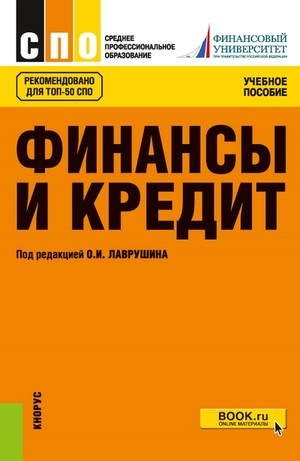 СПО
СРЕДНЕЕ
ПРОФЕССИОНАЛЬНОЕ
ОБРАЗОВАНИЕ
ФИНАНСОВЫЙ
УНИВЕРСИТЕТ
ПРИ ПРАВИТЕЛЬСТВЕ РОССИЙСКОЙ ФЕДЕРАЦИИ
РЕКОМЕНДОВАНО
ДЛЯ ТОП-50 СПО
УЧЕБНОЕ
ПОСОБИЕ
ФИНАНСЫ
И КРЕДИТ
Под редакцией О.И. ЛАВРУШИНА
КНОРУС
BOOK.ru
ONLINE МАТЕРИАЛЫ